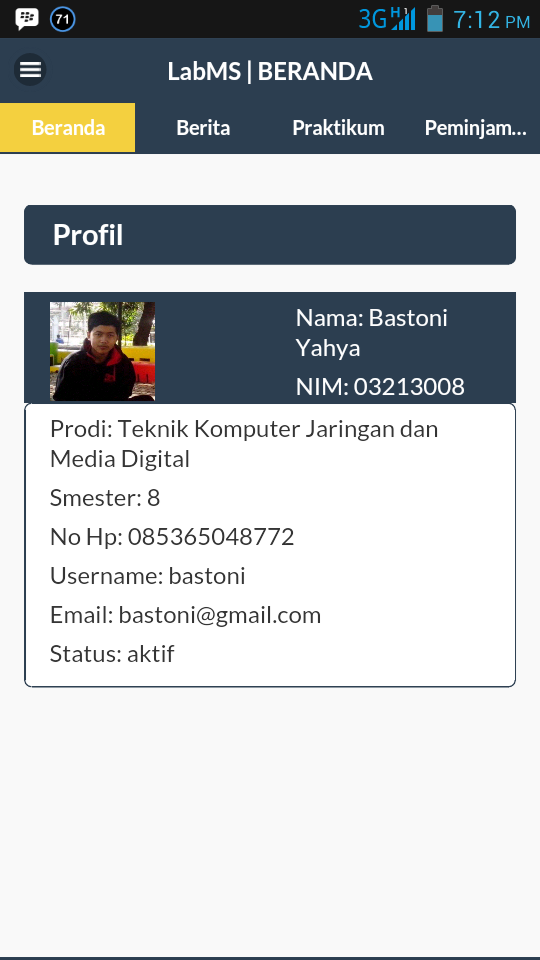 71
3G H 1 7:12 PM
LabMS | BERANDA
Beranda Berita Praktikum Peminjam...
Profil
Nama: Bastoni
Yahya
NIM: 03213008
Prodi: Teknik Komputer Jaringan dan
Media Digital
Smester: 8
No Hp: 085365048772
Username: bastoni
Email: bastoni@gmail.com
Status: aktif